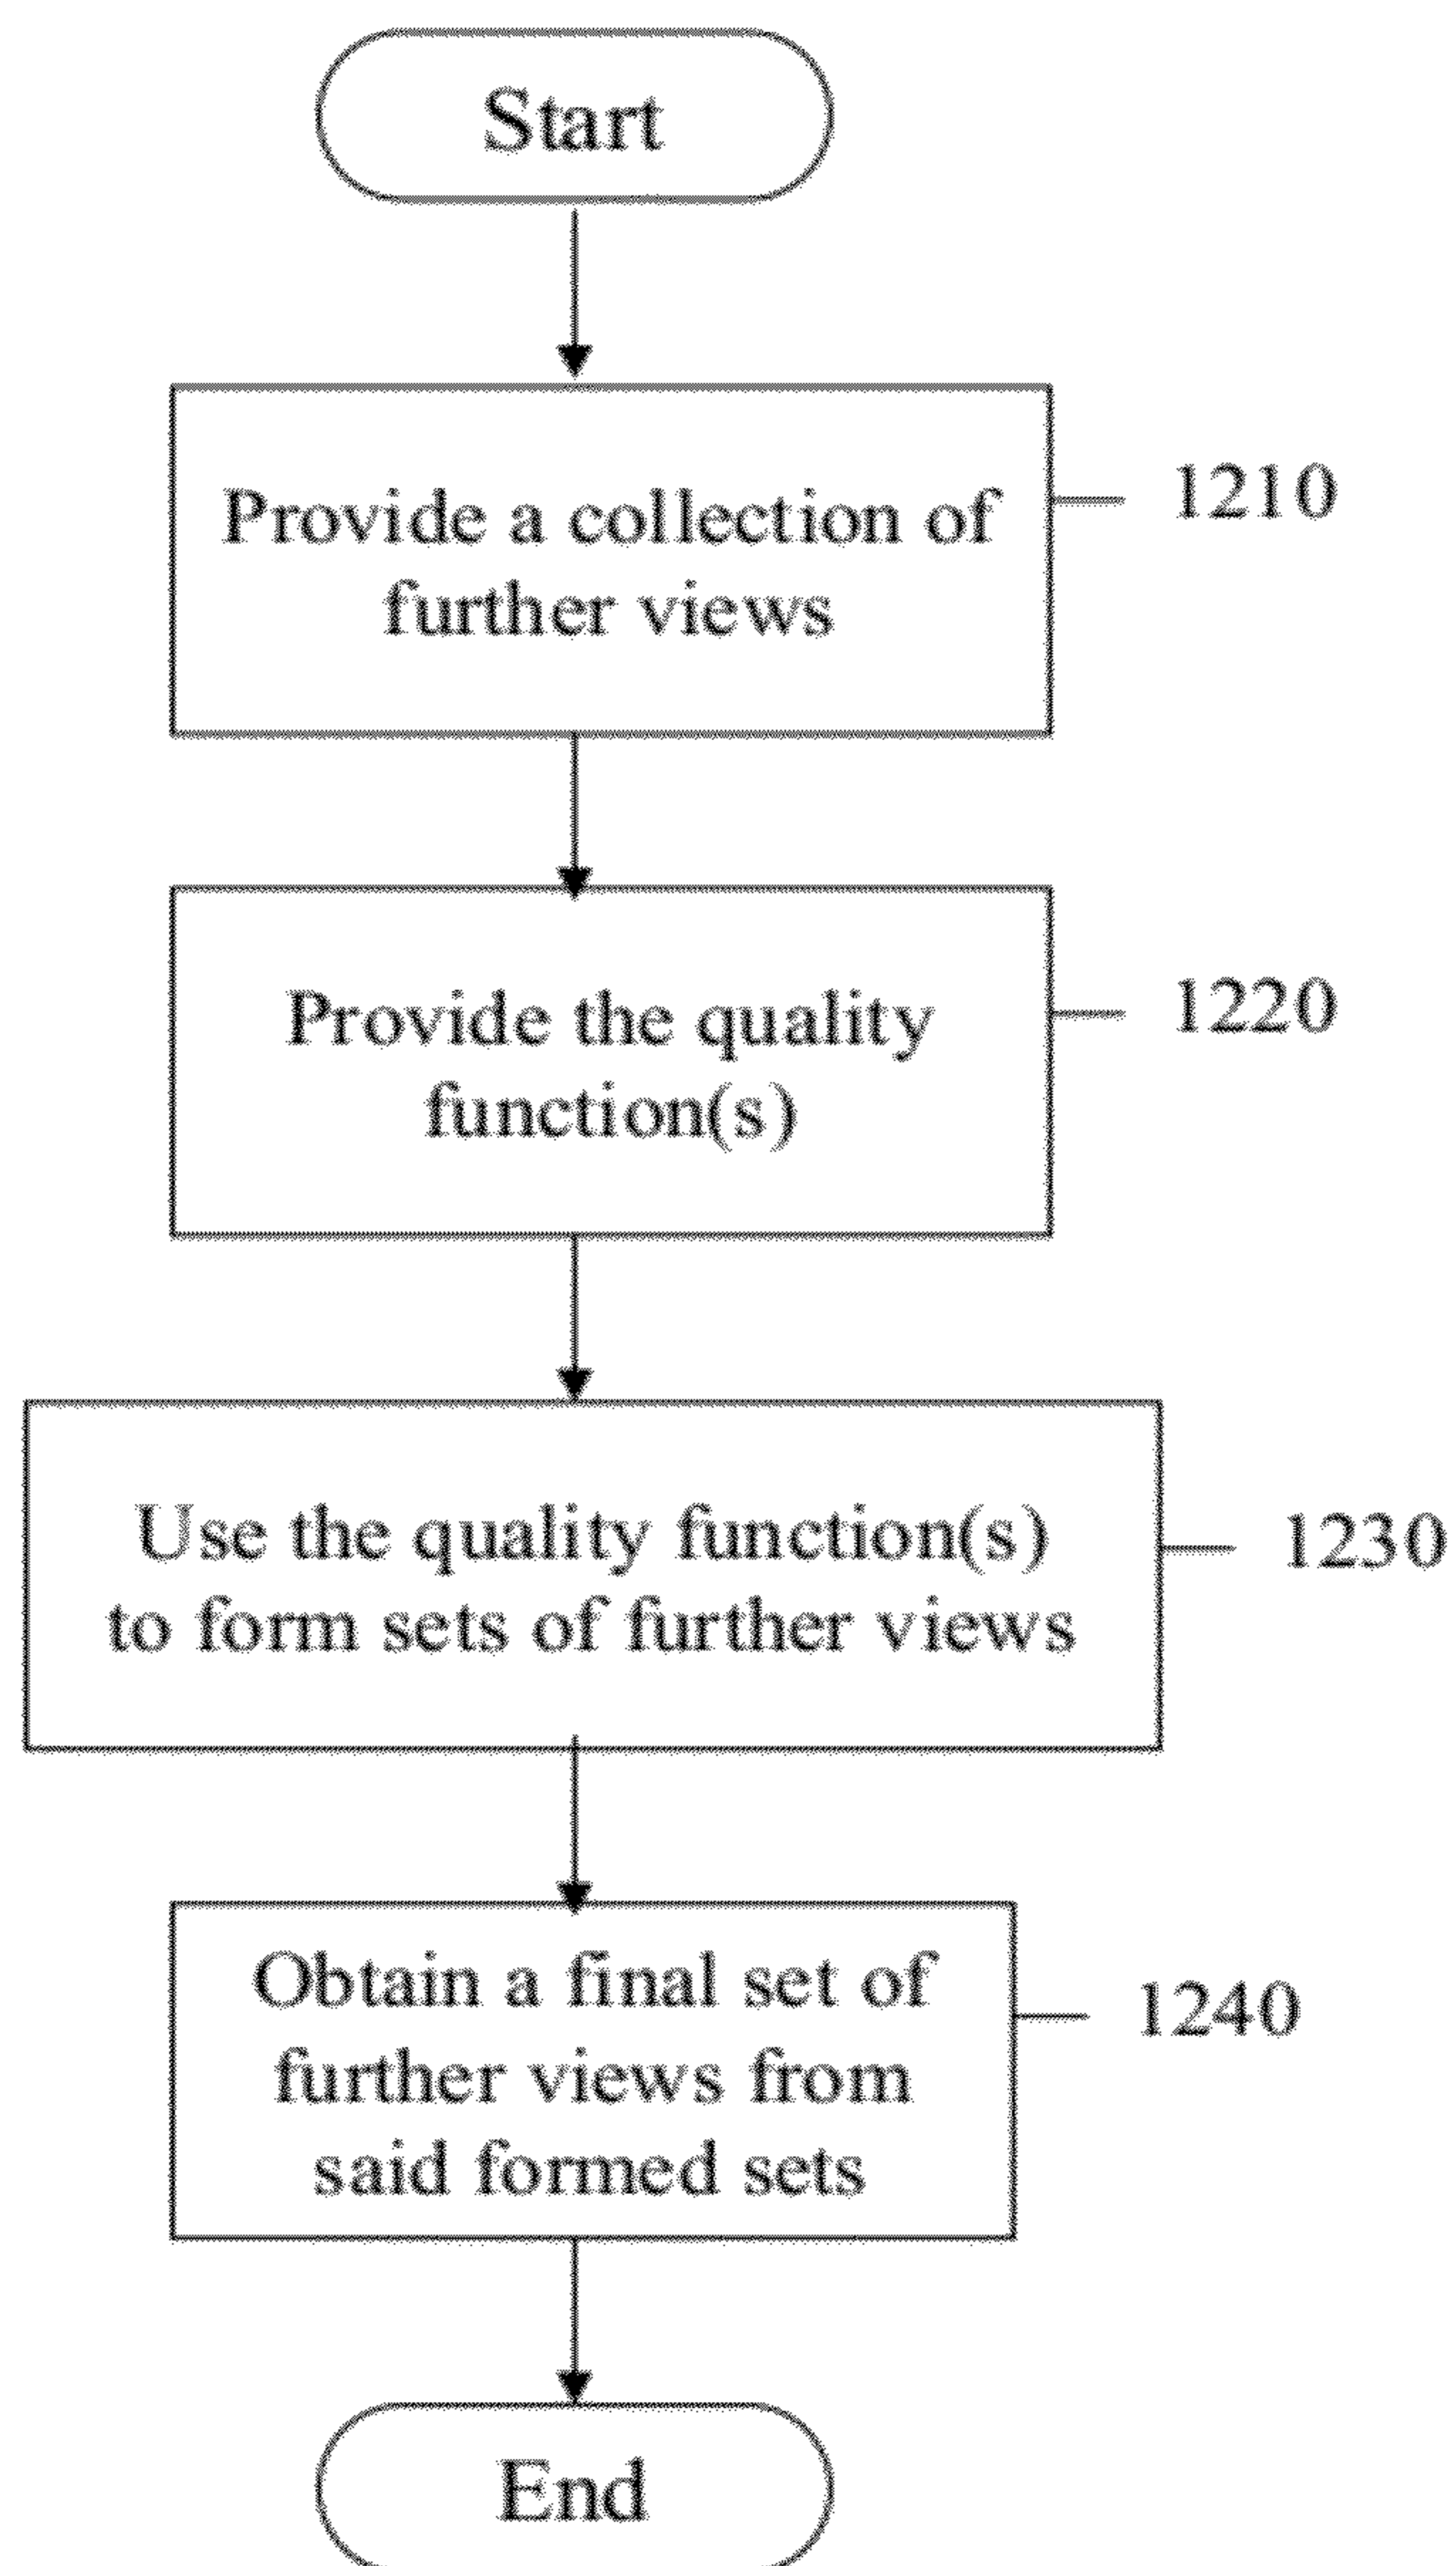 Start
Provide a collection of
further views
1210
Provide the quality
function(s)
1220
Use the quality function(s)
to form sets of further views
1230
Obtain a final set of
further views from
said formed sets
1240
End